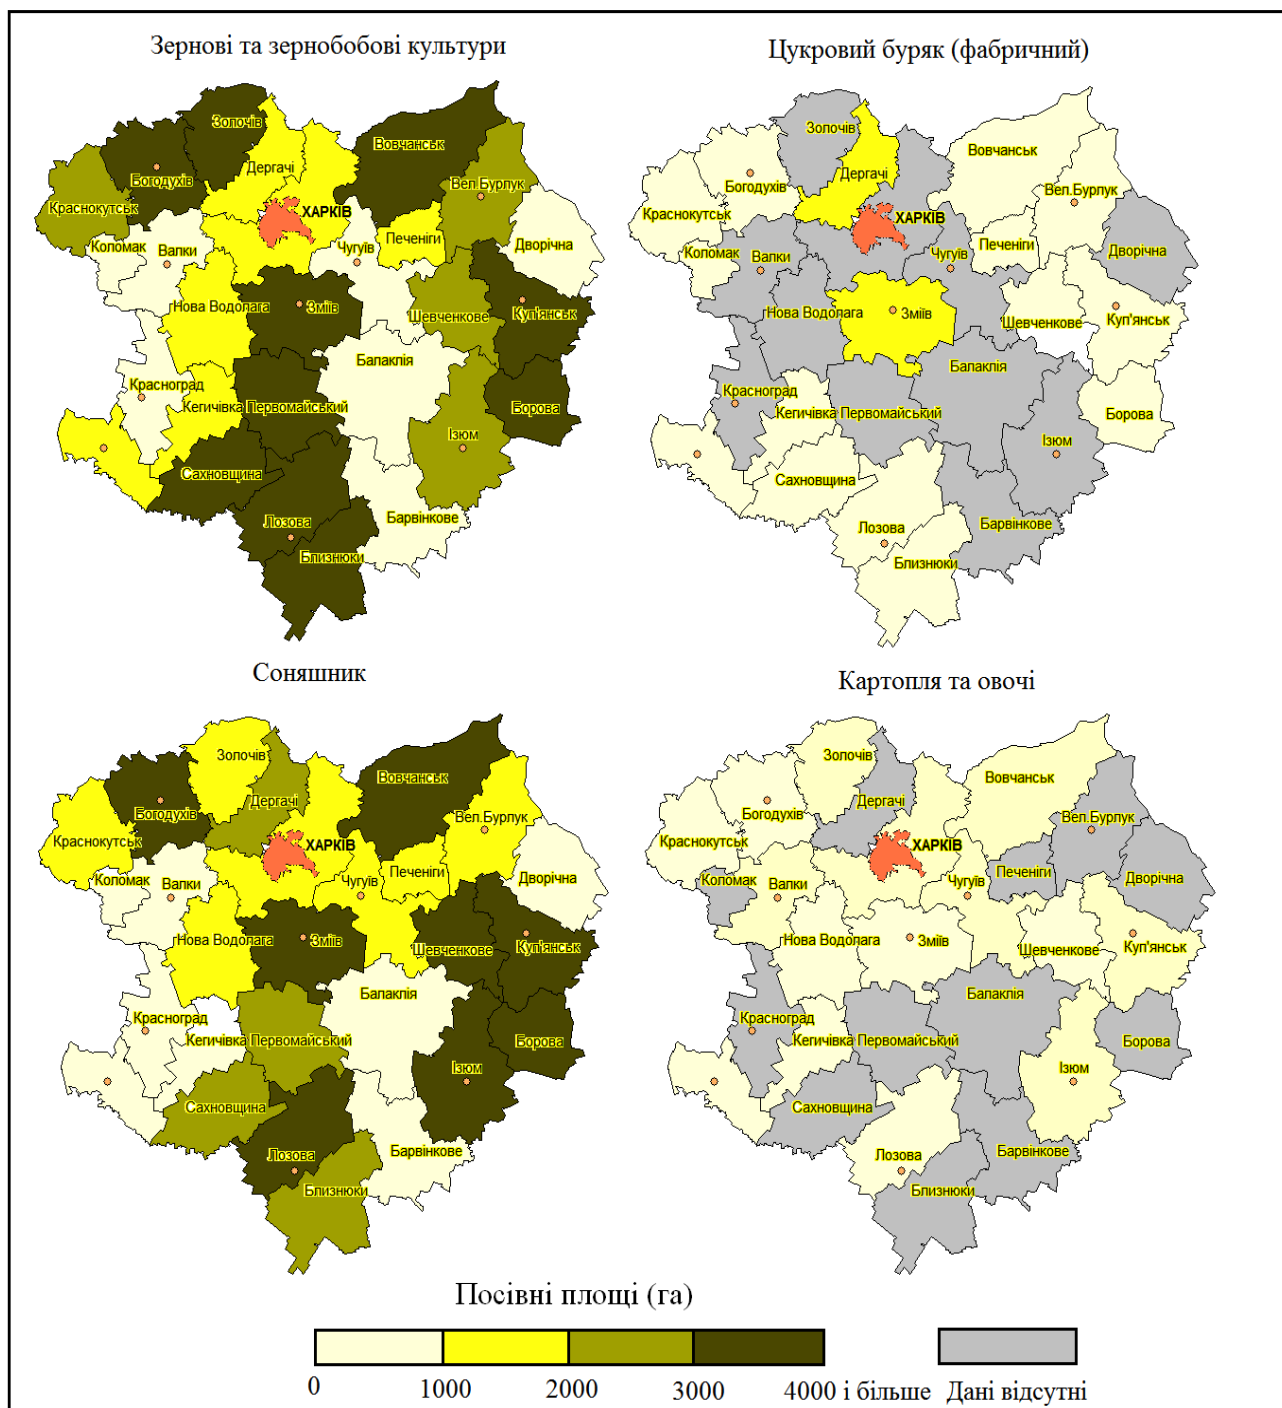 Зернові та зернобобові культури
Золочів
Вовчанськ
Дергачі
Богодухів
Вел.Бурлук
Краснокутськ
ХАРКІВ
Печеніги
Коломак
Валки
Чугуїв
Дворічна
Нова Водолага
Зміїв
Шевченкове
Куп'янськ
Балаклія
Красноград
Кегичівка
Первомайський
Борова
Ізюм
Сахновщина
Лозова
Барвінкове
Близнюки
Цукровий буряк (фабричний)
Золочів
Вовчанськ
Дергачі
Богодухів
Вел.Бурлук
Краснокутськ
ХАРКІВ
Печеніги
Коломак
Валки
Чугуїв
Дворічна
Нова Водолага
Зміїв
Шевченкове
Куп'янськ
Балаклія
Красноград
Кегичівка
Первомайський
Борова
Ізюм
Сахновщина
Лозова
Барвінкове
Близнюки
Соняшник
Золочів
Вовчанськ
Дергачі
Богодухів
Вел.Бурлук
Краснокутськ
ХАРКІВ
Печеніги
Коломак
Валки
Чугуїв
Дворічна
Нова Водолага
Зміїв
Шевченкове
Куп'янськ
Балаклія
Красноград
Кегичівка
Первомайський
Борова
Ізюм
Сахновщина
Лозова
Барвінкове
Близнюки
Картопля та овочі
Золочів
Вовчанськ
Дергачі
Богодухів
Вел.Бурлук
Краснокутськ
ХАРКІВ
Печеніги
Коломак
Валки
Чугуїв
Дворічна
Нова Водолага
Зміїв
Шевченкове
Куп'янськ
Балаклія
Красноград
Кегичівка
Первомайський
Борова
Ізюм
Сахновщина
Лозова
Барвінкове
Близнюки
Посівні площі (га)
0 1000 2000 3000 4000 і більше Дані відсутні